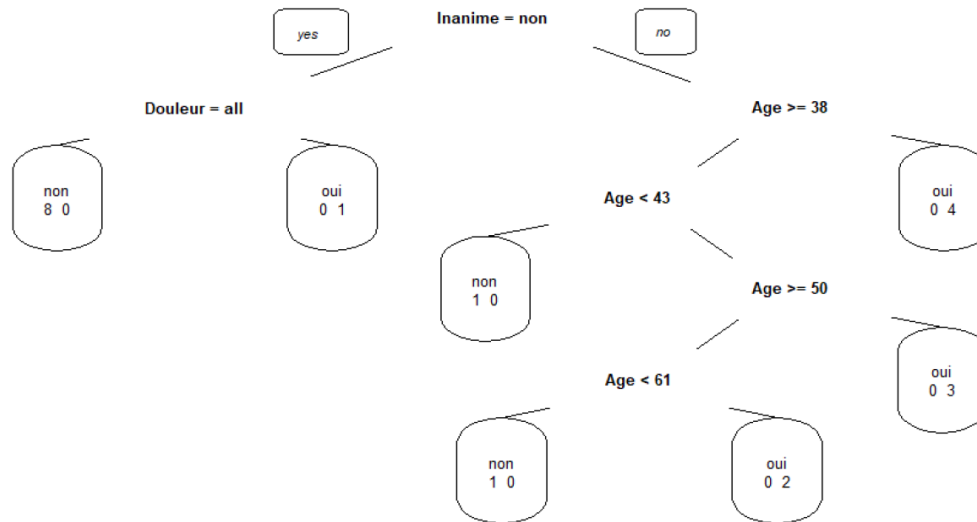 Inanime = non
yes
no
Douleur = all
Age >= 38
non
8 0
oui
0 1
Age < 43
oui
0 4
non
1 0
Age >= 50
Age < 61
oui
0 3
non
1 0
oui
0 2